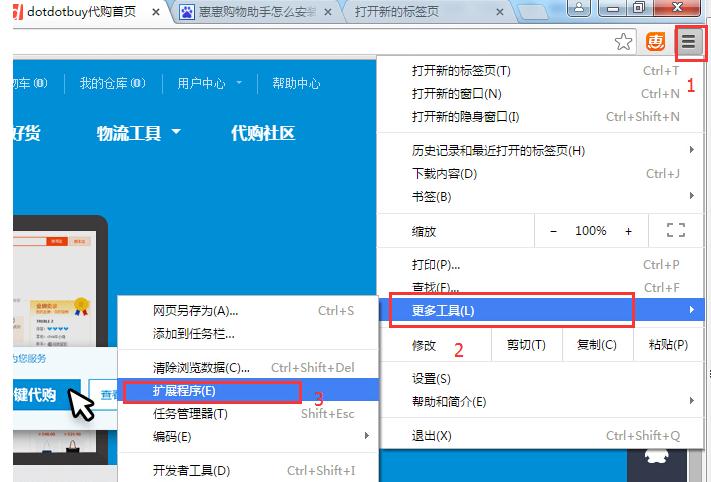 dotdotbuy代购首页
惠惠购物助手怎么安装
打开新的标签页
惠
1
物车(0)
我的仓库(0)
用户中心
帮助中心
好货
物流工具
代购社区
打开新的标签页(T) Ctrl+T
打开新的窗口(N) Ctrl+N
打开新的隐身窗口(I) Ctrl+Shift+N
历史记录和最近打开的标签页(H)
下载内容(D) Ctrl+J
书签(B)
缩放 − 100% +
打印(P)... Ctrl+P
查找(F)... Ctrl+F
更多工具(L)
2
修改 剪切(T) 复制(C) 粘贴(P)
设置(S)
帮助和简介(E)
退出(X) Ctrl+Shift+Q
网页另存为(A)... Ctrl+S
添加到任务栏...
清除浏览数据(C)... Ctrl+Shift+Del
扩展程序(E)
3
任务管理器(T) Shift+Esc
编码(E)
开发者工具(D) Ctrl+Shift+I
为您服务
键代购
查看